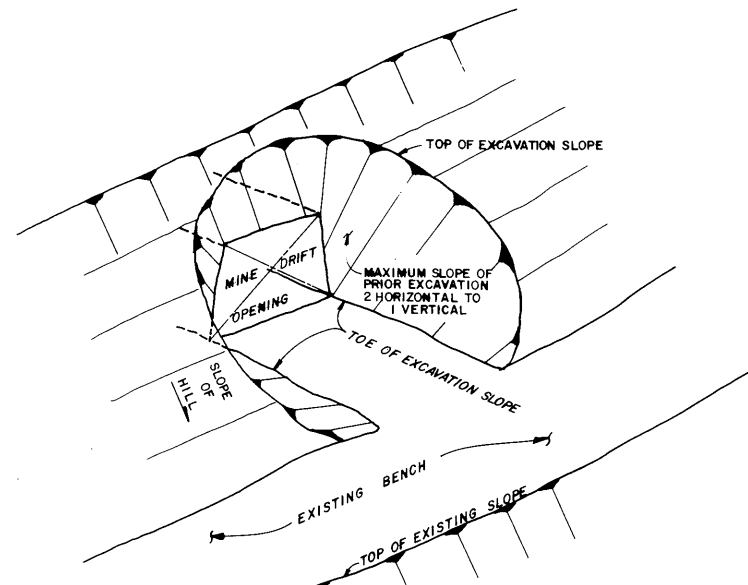 TOP OF EXCAVATION SLOPE
MINE DRIFT
OPENING
MAXIMUM SLOPE OF
PRIOR EXCAVATION
2 HORIZONTAL TO
1 VERTICAL
TOE OF EXCAVATION SLOPE
SLOPE
OF
HILL
EXISTING BENCH
TOP OF EXISTING SLOPE